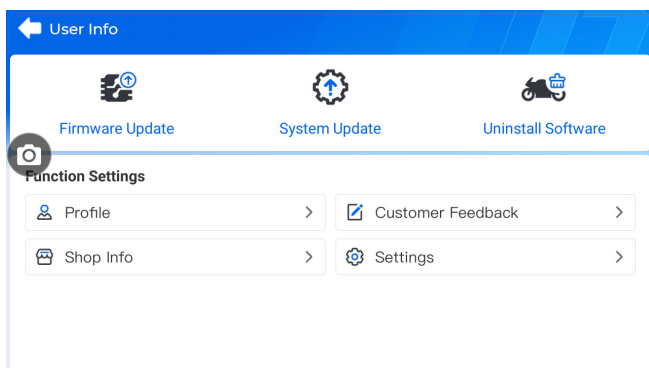 User Info
Firmware Update
System Update
Uninstall Software
Function Settings
Profile
Customer Feedback
Shop Info
Settings